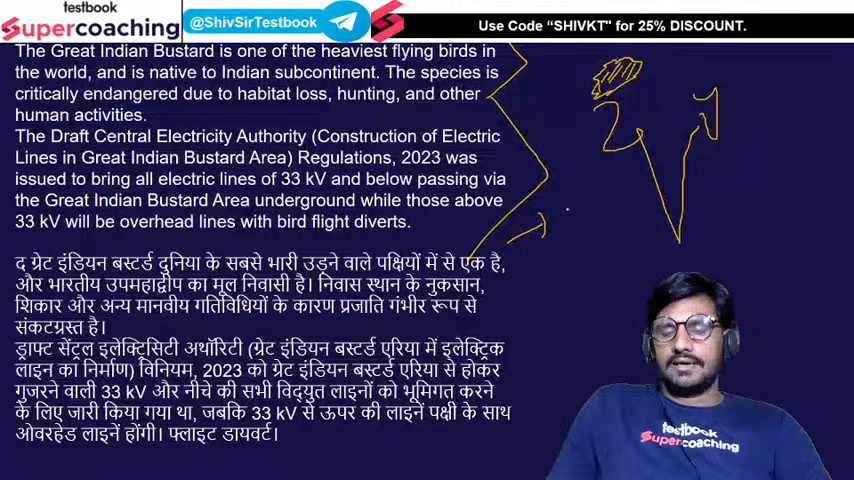 testbook
Supercoaching
@ShivSirTestbook
Use Code “SHIVKT" for 25% DISCOUNT.
The Great Indian Bustard is one of the heaviest flying birds in
the world, and is native to Indian subcontinent. The species is
critically endangered due to habitat loss, hunting, and other
human activities.
The Draft Central Electricity Authority (Construction of Electric
Lines in Great Indian Bustard Area) Regulations, 2023 was
issued to bring all electric lines of 33 kV and below passing via
the Great Indian Bustard Area underground while those above
33 kV will be overhead lines with bird flight diverts.
द ग्रेट इंडियन बस्टर्ड दुनिया के सबसे भारी उड़ने वाले पक्षियों में से एक है,
और भारतीय उपमहाद्वीप का मूल निवासी है। निवास स्थान के नुकसान,
शिकार और अन्य मानवीय गतिविधियों के कारण प्रजाति गंभीर रूप से
संकटग्रस्त है।
ड्राफ्ट सेंट्रल इलेक्ट्रिसिटी अथॉरिटी (ग्रेट इंडियन बस्टर्ड एरिया में इलेक्ट्रिक
लाइन का निर्माण) विनियम, 2023 को ग्रेट इंडियन बस्टर्ड एरिया से होकर
गुजरने वाली 33 kV और नीचे की सभी विद्युत लाइनों को भूमिगत करने
के लिए जारी किया गया था, जबकि 33 kV से ऊपर की लाइनें पक्षी के साथ
ओवरहेड लाइनें होंगी। फ्लाइट डायवर्ट।
testbook
Supercoaching